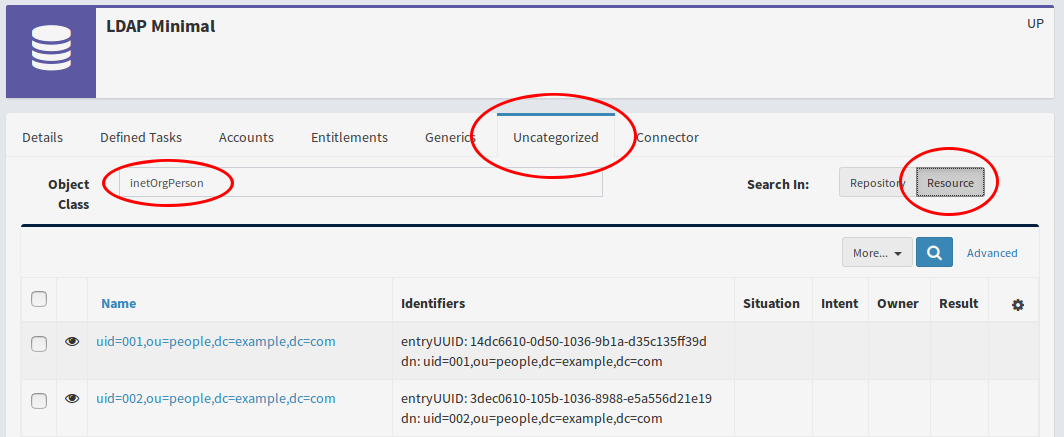 LDAP Minimal
UP
Details Defined Tasks Accounts Entitlements Generics Uncategorized Connector
Object Class
inetOrgPerson
Search In:
Repository Resource
More... Advanced
Name Identifiers Situation Intent Owner Result
uid=001,ou=people,dc=example,dc=com
entryUUID: 14dc6610-0d50-1036-9b1a-d35c135ff39d
dn: uid=001,ou=people,dc=example,dc=com
uid=002,ou=people,dc=example,dc=com
entryUUID: 3dec0610-105b-1036-8988-e5a556d21e19
dn: uid=002,ou=people,dc=example,dc=com